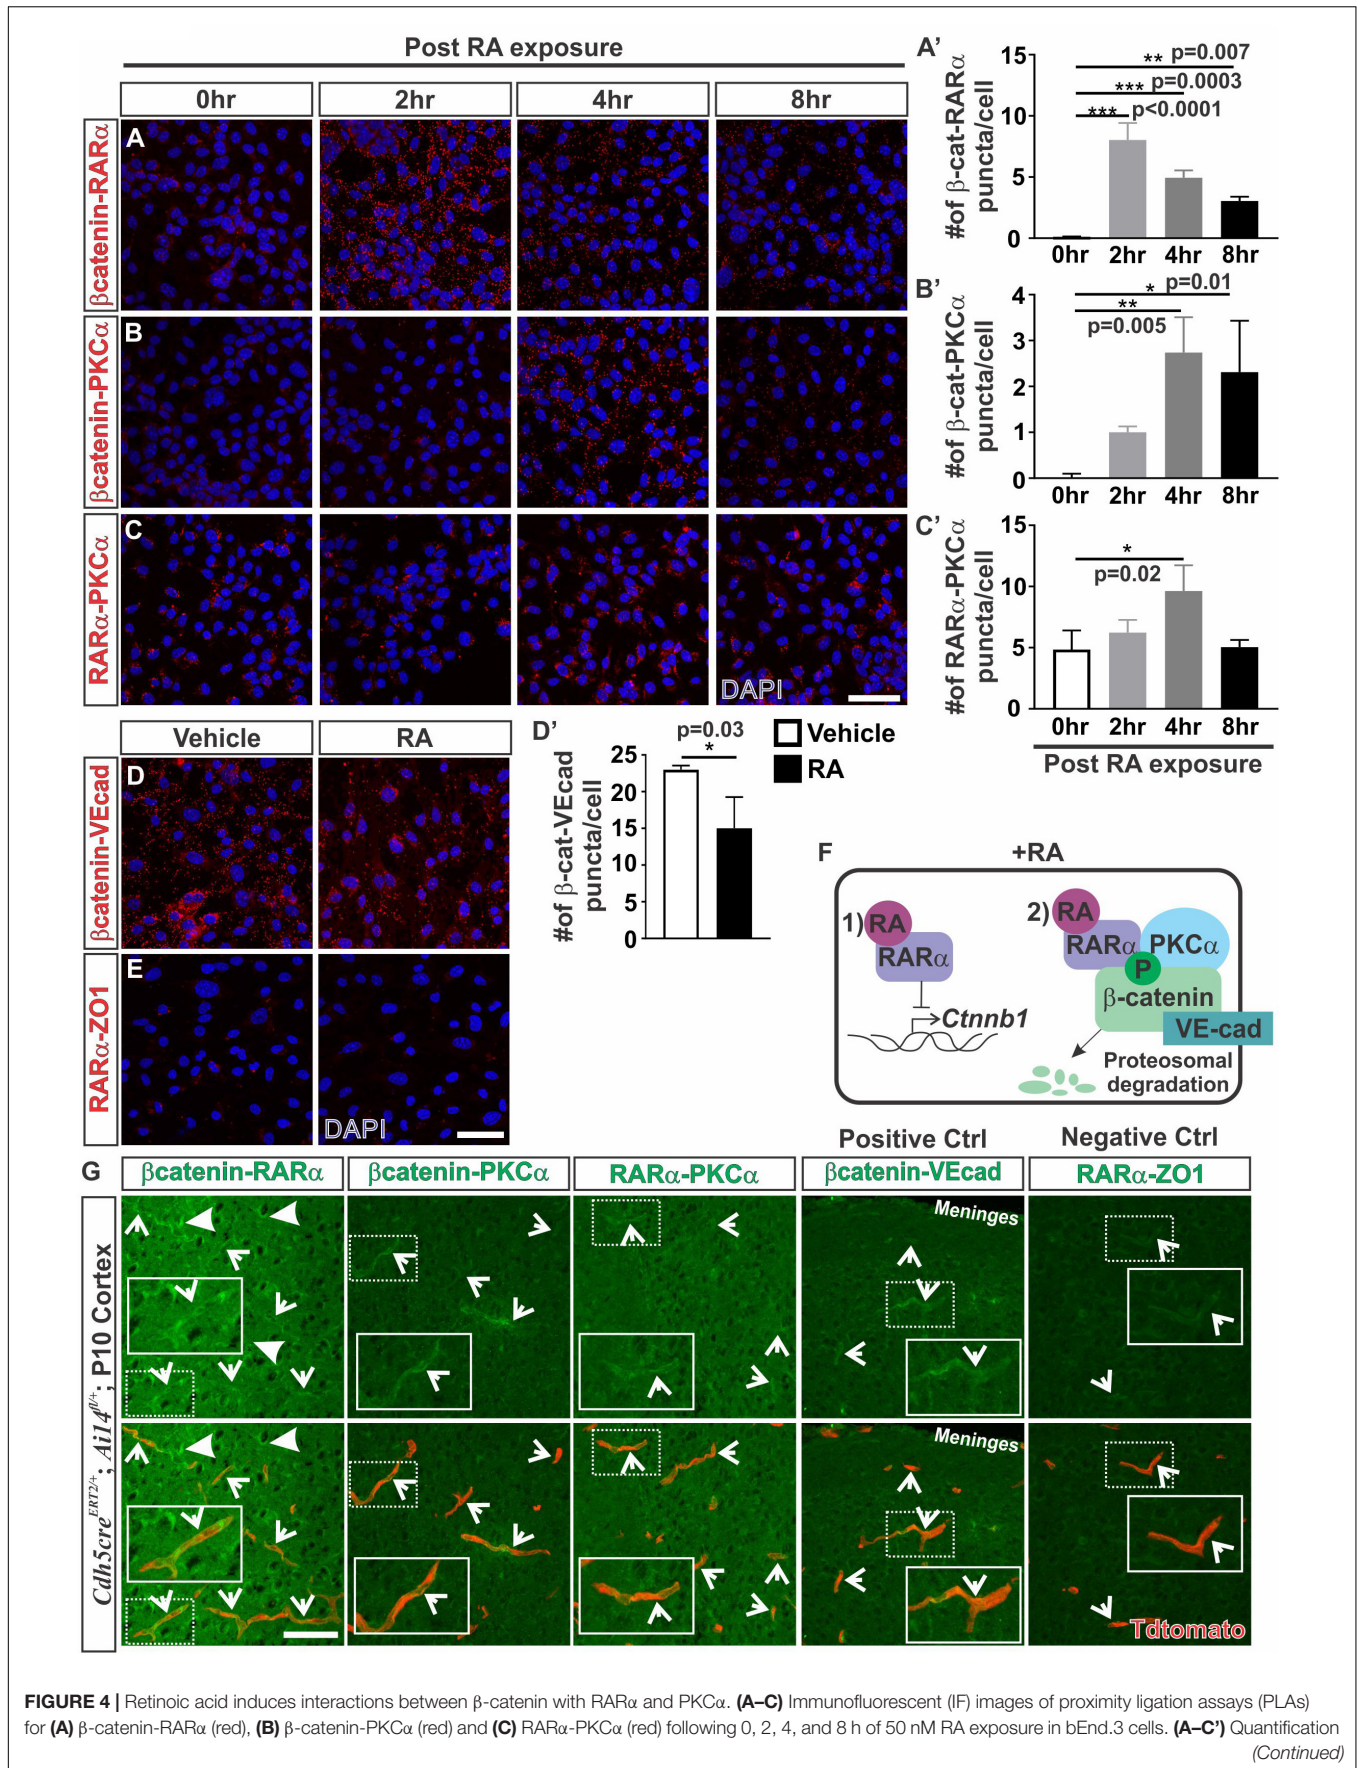 Post RA exposure
0hr
2hr
4hr
8hr
βcatenin-RARα
A
βcatenin-PKCα
B
RARα-PKCα
C
DAPI
A’
#of β-cat-RARα
puncta/cell
15
10
5
0
** p=0.007
*** p=0.0003
*** p<0.0001
0hr 2hr 4hr 8hr
B’
#of β-cat-PKCα
puncta/cell
4
3
2
1
0
* p=0.01
**
p=0.005
0hr 2hr 4hr 8hr
C’
#of RARα-PKCα
puncta/cell
15
10
5
0
*
p=0.02
0hr 2hr 4hr 8hr
Post RA exposure
Vehicle
RA
βcatenin-VEcad
D
RARα-ZO1
E
DAPI
D’
#of β-cat-VEcad
puncta/cell
25
20
15
10
5
0
p=0.03
*
Vehicle
RA
F
+RA
1)
RA
RARα
Ctnnb1
2)
RA
RARα
PKCα
P
β-catenin
VE-cad
Proteosomal
degradation
Positive Ctrl
Negative Ctrl
G
βcatenin-RARα
βcatenin-PKCα
RARα-PKCα
βcatenin-VEcad
RARα-ZO1
Cdh5cre^ERT2/+; Ai14^fl/+; P10 Cortex
Meninges
Meninges
Tdtomato
FIGURE 4 | Retinoic acid induces interactions between β-catenin with RARα and PKCα. (A–C) Immunofluorescent (IF) images of proximity ligation assays (PLAs)
for (A) β-catenin-RARα (red), (B) β-catenin-PKCα (red) and (C) RARα-PKCα (red) following 0, 2, 4, and 8 h of 50 nM RA exposure in bEnd.3 cells. (A–C’) Quantification
(Continued)